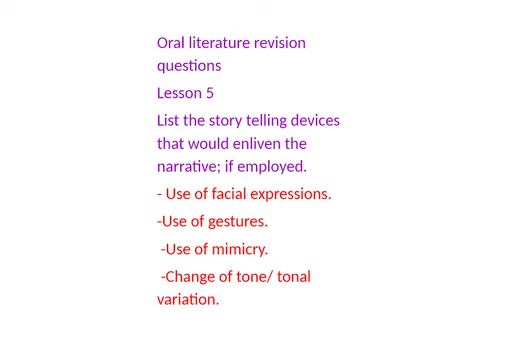 Oral literature revision
questions
Lesson 5
List the story telling devices
that would enliven the
narrative; if employed.
- Use of facial expressions.
-Use of gestures.
-Use of mimicry.
-Change of tone/ tonal
variation.